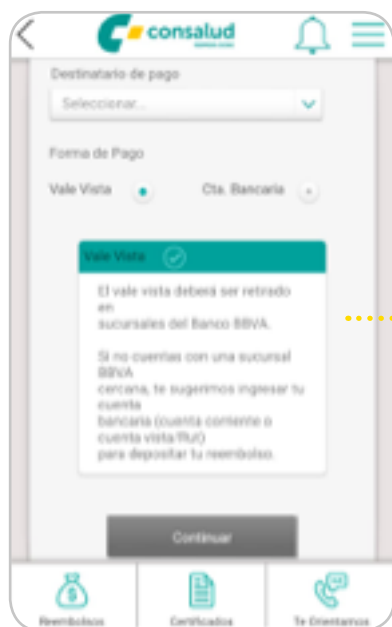 consalud
Destinatario de pago
Seleccionar...
Forma de Pago
Vale Vista Cta. Bancaria
Vale Vista
El vale vista deberá ser retirado
en
sucursales del Banco BBVA.
Si no cuentas con una sucursal
BBVA
cercana, te sugerimos ingresar tu
cuenta
bancaria (cuenta corriente o
cuenta vista/Rut)
para depositar tu reembolso.
Continuar
Reembolsos Certificados Te Orientamos